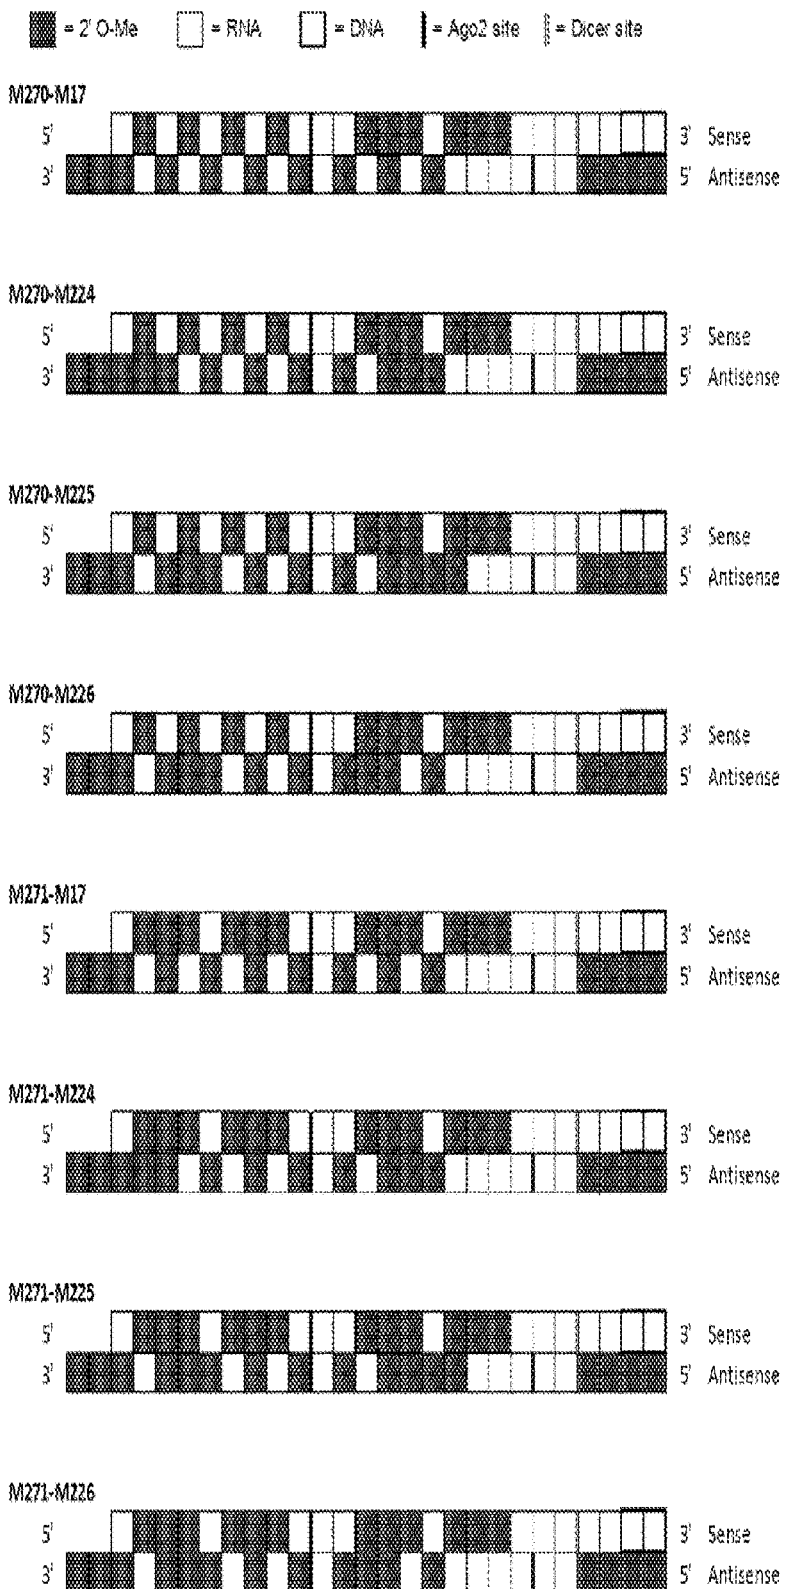 = 2' O-Me = RNA = DNA = Ago2 site = Dicer site
M270-M17
5' 3' Sense
3' 5' Antisense
M270-M224
5' 3' Sense
3' 5' Antisense
M270-M225
5' 3' Sense
3' 5' Antisense
M270-M226
5' 3' Sense
3' 5' Antisense
M271-M17
5' 3' Sense
3' 5' Antisense
M271-M224
5' 3' Sense
3' 5' Antisense
M271-M225
5' 3' Sense
3' 5' Antisense
M271-M226
5' 3' Sense
3' 5' Antisense